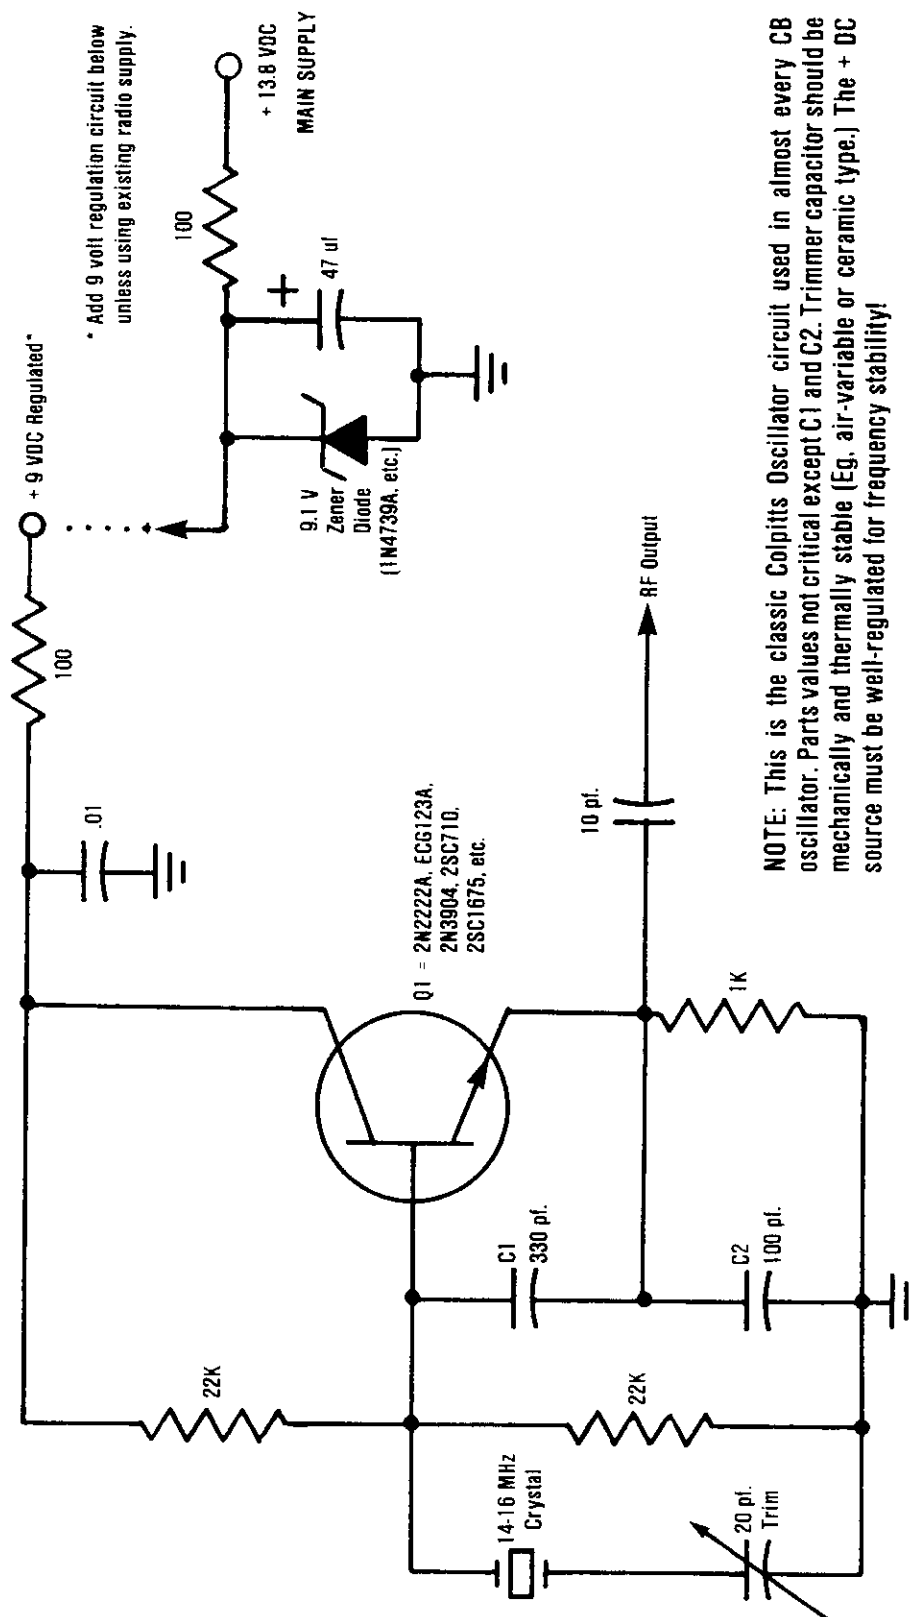 + 9 VDC Regulated*
* Add 9 volt regulation circuit below
unless using existing radio supply.
100
.01
100
+ 13.8 VDC
MAIN SUPPLY
+
47 uf
9.1 V
Zener
Diode
(1N4739A, etc.)
22K
Q1 = 2N2222A, ECG123A,
2N3904, 2SC710,
2SC1675, etc.
14-16 MHz
Crystal
C1
330 pf.
10 pf.
RF Output
20 pf.
Trim
22K
C2
100 pf.
1K
NOTE: This is the classic Colpitts Oscillator circuit used in almost every CB
oscillator. Parts values not critical except C1 and C2. Trimmer capacitor should be
mechanically and thermally stable (Eg, air-variable or ceramic type.) The + DC
source must be well-regulated for frequency stability!